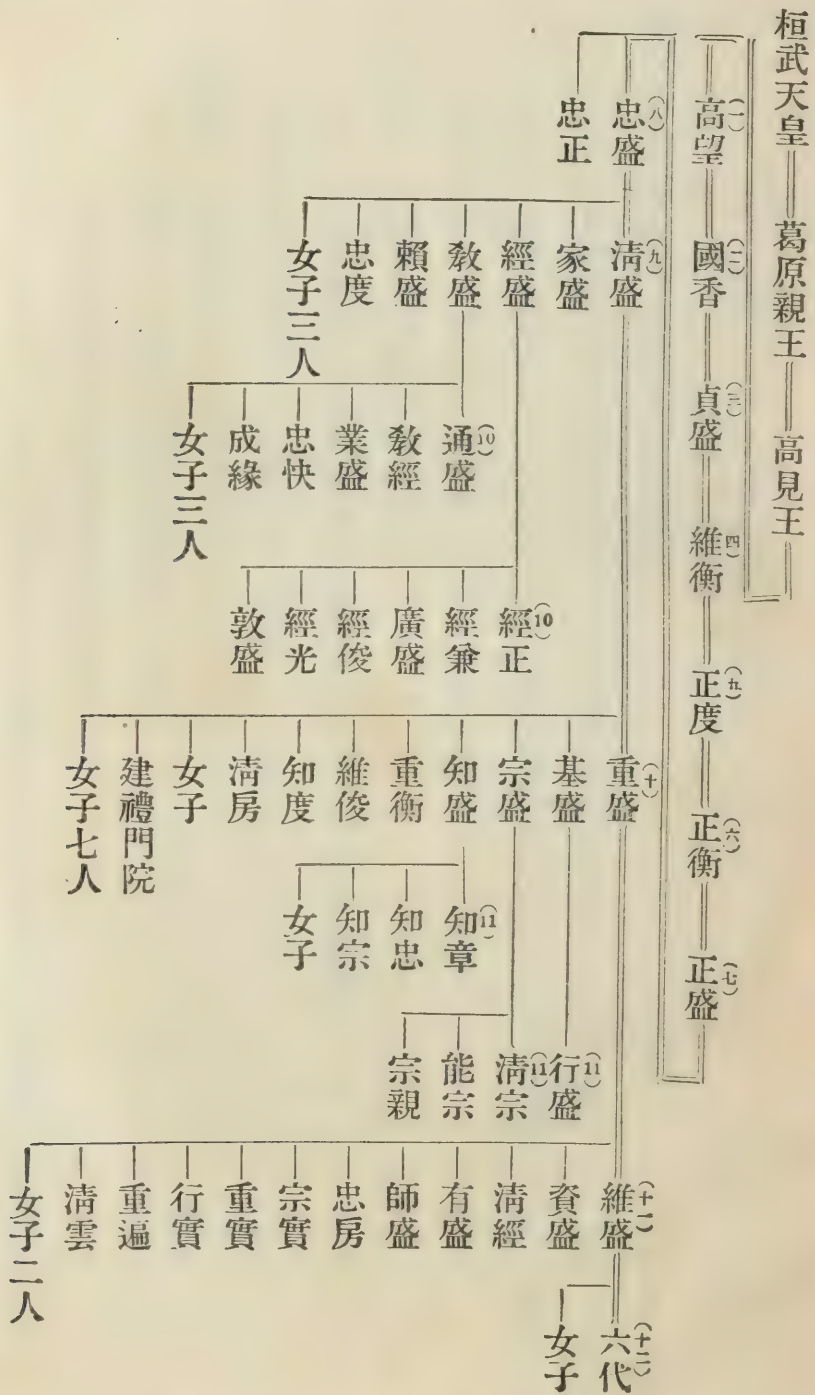 桓武天皇 葛原親王 高見王
(一)高望 (二)國香 (三)貞盛 四維衡 (九)正度 (六)正衡 (七)正盛
(八)忠盛
忠正
(九)淸盛
家盛
經盛
敎盛
賴盛
忠度
女子三人
(10)通盛
敎經
業盛
忠快
成緣
女子三人
(10)經正
經兼
廣盛
經俊
經光
敦盛
(十)重盛
基盛
宗盛
知盛
重衡
維俊
知度
淸房
女子
建禮門院
女子七人
(11)知章
知忠
知宗
女子
(11)行盛
(11)淸宗
能宗
宗親
(十一)維盛
資盛
淸經
有盛
師盛
忠房
宗實
重實
行實
重遍
淸雲
女子二人
(十二)六代
女子